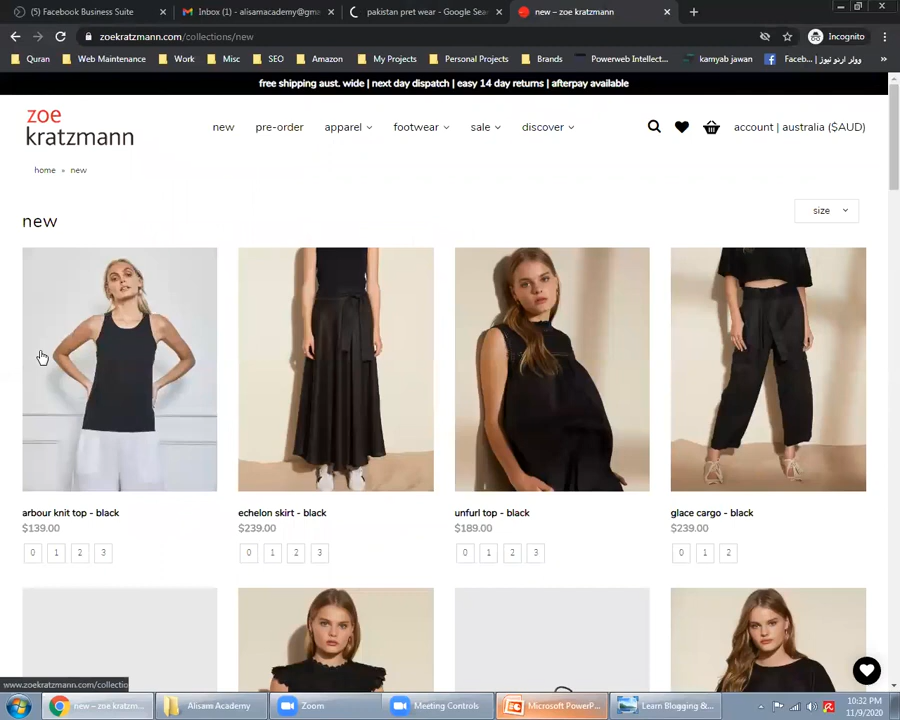 (5) Facebook Business Suite
Inbox (1) - alisamacademy@gm
pakistan pret wear - Google Sea
new – zoe kratzmann
zoekratzmann.com/collections/new
Incognito
Quran
Web Maintenance
Work
Misc
SEO
Amazon
My Projects
Personal Projects
Brands
Powerweb Intellect...
kamyab jawan
Faceb... | وولر اردو نیوز
free shipping aust. wide | next day dispatch | easy 14 day returns | afterpay available
zoe
kratzmann
new
pre-order
apparel
footwear
sale
discover
account | australia ($AUD)
home » new
new
size
arbour knit top - black
$139.00
0 1 2 3
echelon skirt - black
$239.00
0 1 2 3
unfurl top - black
$189.00
0 1 2 3
glace cargo - black
$239.00
0 1 2
www.zoekratzmann.com/collectio
new – zoe kratzm...
Alisam Academy
Zoom
Meeting Controls
Microsoft PowerP...
Learn Blogging &...
10:32 PM
11/9/2020